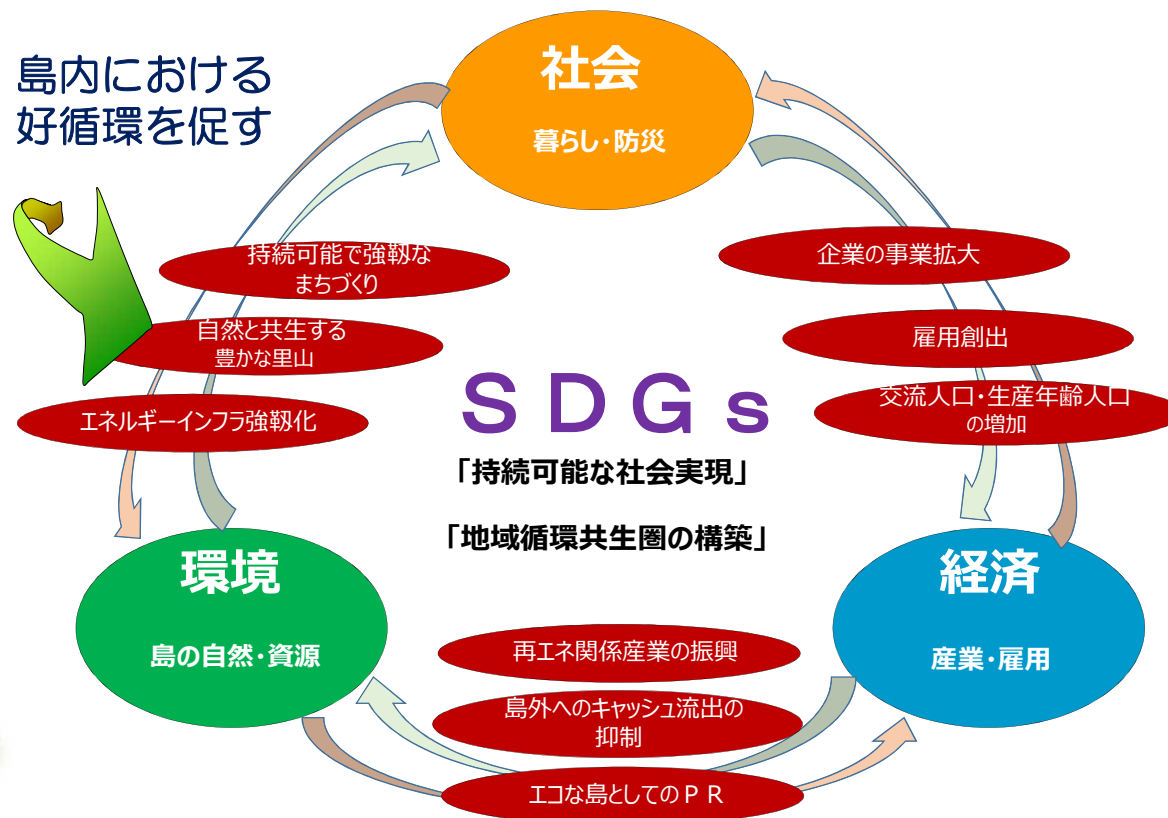 島内における
好循環を促す
社会
暮らし・防災
持続可能で強靱な
まちづくり
自然と共生する
豊かな里山
エネルギーインフラ強靱化
企業の事業拡大
雇用創出
交流人口・生産年齢人口
の増加
ＳＤＧｓ
「持続可能な社会実現」
「地域循環共生圏の構築」
環境
島の自然・資源
経済
産業・雇用
再エネ関係産業の振興
島外へのキャッシュ流出の
抑制
エコな島としてのＰＲ